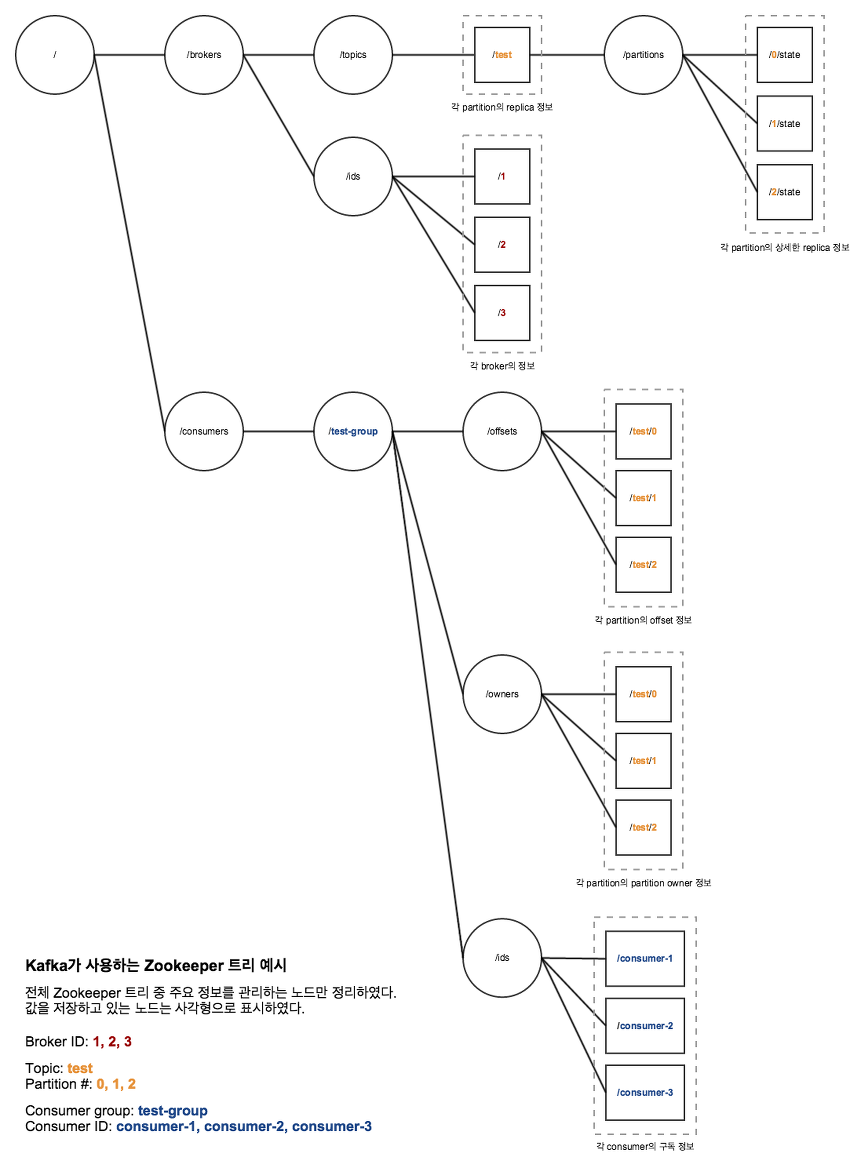 /
/brokers
/topics
/test
/partitions
/0/state
/1/state
/2/state
각 partition의 replica 정보
각 partition의 상세한 replica 정보
/ids
/1
/2
/3
각 broker의 정보
/consumers
/test-group
/offsets
/test/0
/test/1
/test/2
각 partition의 offset 정보
/owners
/test/0
/test/1
/test/2
각 partition의 partition owner 정보
/ids
/consumer-1
/consumer-2
/consumer-3
각 consumer의 구독 정보
Kafka가 사용하는 Zookeeper 트리 예시
전체 Zookeeper 트리 중 주요 정보를 관리하는 노드만 정리하였다.
값을 저장하고 있는 노드는 사각형으로 표시하였다.
Broker ID: 1, 2, 3
Topic: test
Partition #: 0, 1, 2
Consumer group: test-group
Consumer ID: consumer-1, consumer-2, consumer-3